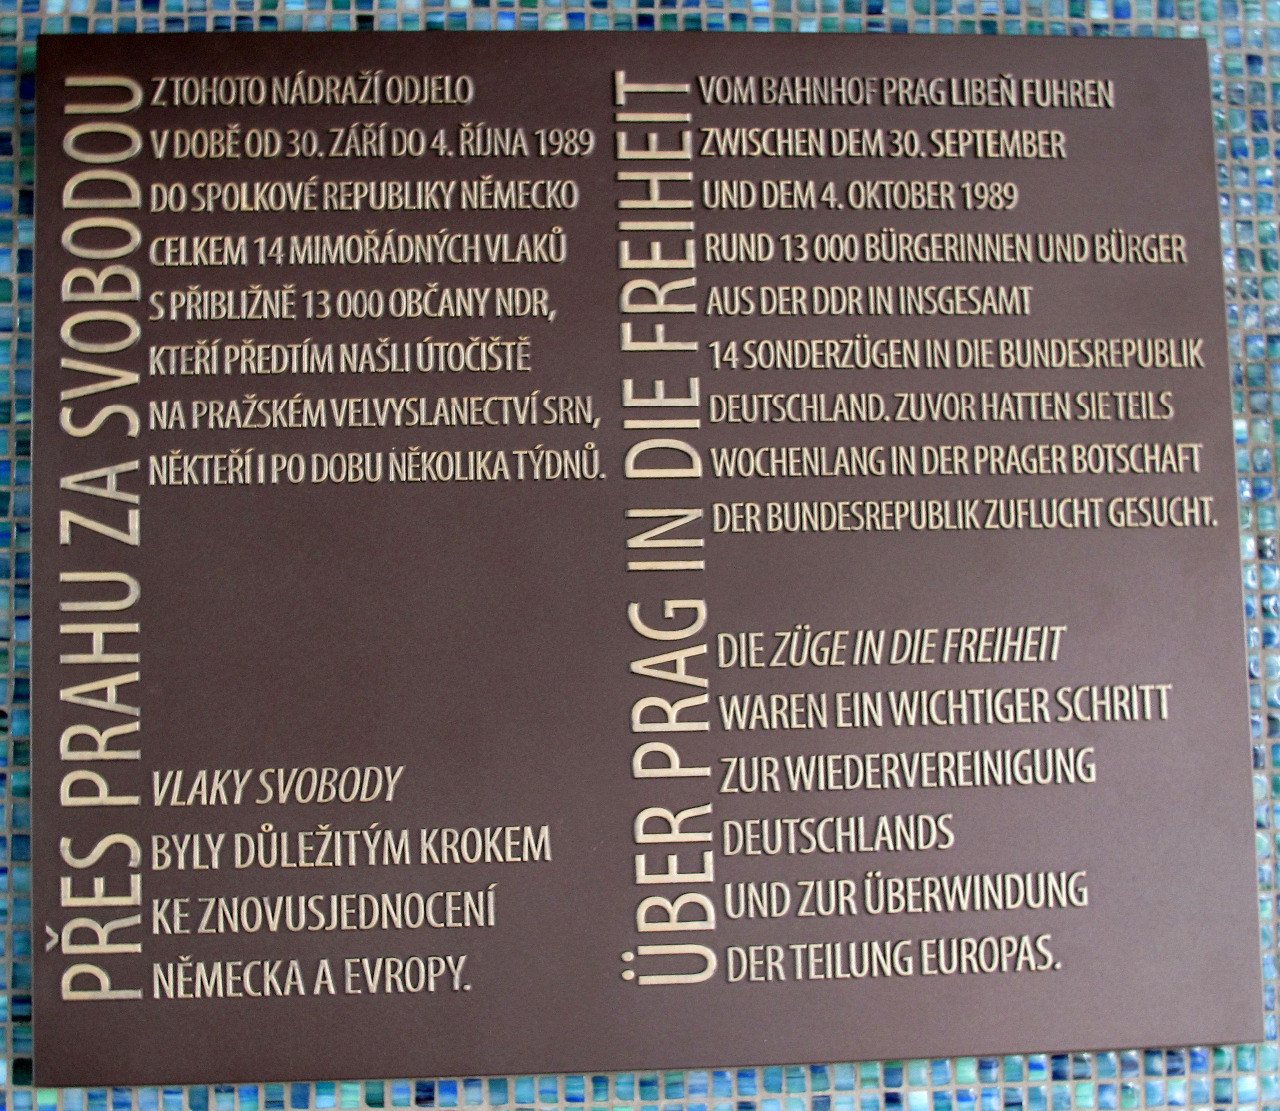 PŘES PRAHU ZA SVOBODOU
Z TOHOTO NÁDRAŽÍ ODJELO
V DOBĚ OD 30. ZÁŘÍ DO 4. ŘÍJNA 1989
DO SPOLKOVÉ REPUBLIKY NĚMECKO
CELKEM 14 MIMOŘÁDNÝCH VLAKŮ
S PŘIBLIŽNĚ 13 000 OBČANY NDR,
KTEŘÍ PŘEDTÍM NAŠLI ÚTOČIŠTĚ
NA PRAŽSKÉM VELVYSLANECTVÍ SRN,
NĚKTEŘÍ I PO DOBU NĚKOLIKA TÝDNŮ.
VLAKY SVOBODY
BYLY DŮLEŽITÝM KROKEM
KE ZNOVUSJEDNOCENÍ
NĚMECKA A EVROPY.
ÜBER PRAG IN DIE FREIHEIT
VOM BAHNHOF PRAG LIBEŇ FUHREN
ZWISCHEN DEM 30. SEPTEMBER
UND DEM 4. OKTOBER 1989
RUND 13 000 BÜRGERINNEN UND BÜRGER
AUS DER DDR IN INSGESAMT
14 SONDERZÜGEN IN DIE BUNDESREPUBLIK
DEUTSCHLAND. ZUVOR HATTEN SIE TEILS
WOCHENLANG IN DER PRAGER BOTSCHAFT
DER BUNDESREPUBLIK ZUFLUCHT GESUCHT.
DIE ZÜGE IN DIE FREIHEIT
WAREN EIN WICHTIGER SCHRITT
ZUR WIEDERVEREINIGUNG
DEUTSCHLANDS
UND ZUR ÜBERWINDUNG
DER TEILUNG EUROPAS.